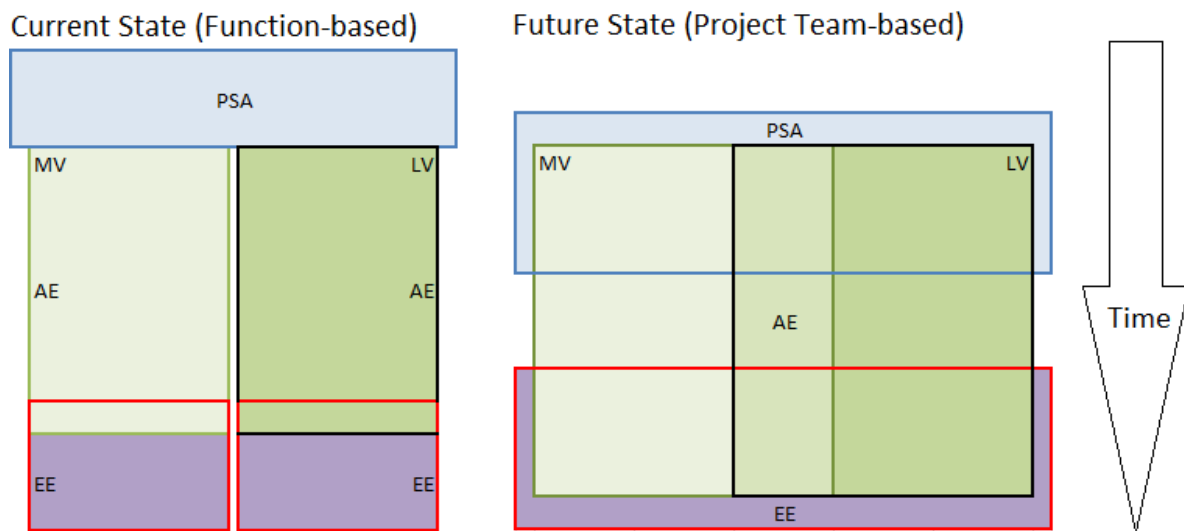 Current State (Function-based)
PSA
MV
LV
AE
AE
EE
EE
Future State (Project Team-based)
PSA
MV
LV
AE
EE
Time